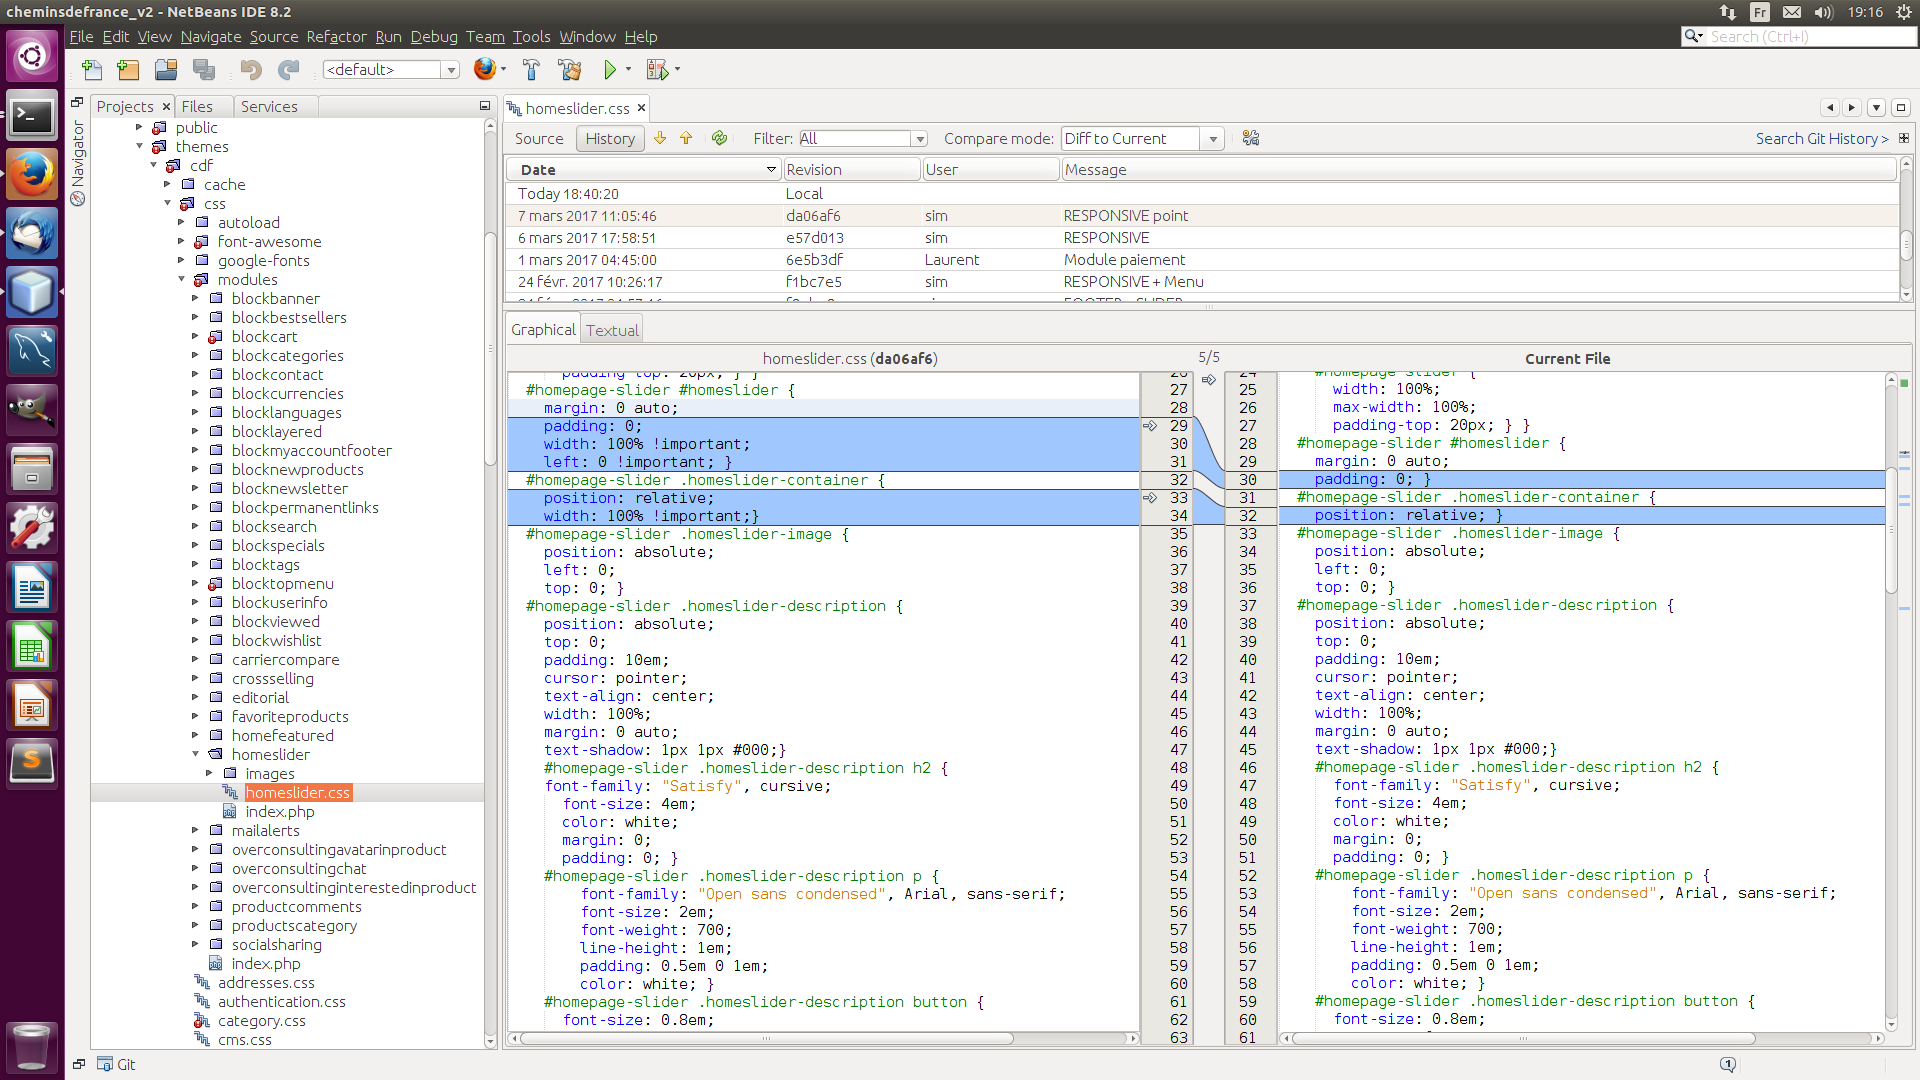 cheminsdefrance_v2 - NetBeans IDE 8.2
Fr
19:16
File Edit View Navigate Source Refactor Run Debug Team Tools Window Help
Search (Ctrl+I)
<default>
Navigator
Projects Files Services
public
themes
cdf
cache
css
autoload
font-awesome
google-fonts
modules
blockbanner
blockbestsellers
blockcart
blockcategories
blockcontact
blockcurrencies
blocklanguages
blocklayered
blockmyaccountfooter
blocknewproducts
blocknewsletter
blockpermanentlinks
blocksearch
blockspecials
blocktags
blocktopmenu
blockuserinfo
blockviewed
blockwishlist
carriercompare
crossselling
editorial
favoriteproducts
homefeatured
homeslider
images
homeslider.css
index.php
mailalerts
overconsultingavatarinproduct
overconsultingchat
overconsultinginterestedinproduct
productcomments
productscategory
socialsharing
index.php
addresses.css
authentication.css
category.css
cms.css
Git
homeslider.css
Source History Filter: All Compare mode: Diff to Current Search Git History >
Date Revision User Message
Today 18:40:20 Local
7 mars 2017 11:05:46 da06af6 sim RESPONSIVE point
6 mars 2017 17:58:51 e57d013 sim RESPONSIVE
1 mars 2017 04:45:00 6e5b3df Laurent Module paiement
24 févr. 2017 10:26:17 f1bc7e5 sim RESPONSIVE + Menu
Graphical Textual
homeslider.css (da06af6) 5/5 Current File
padding-top: 20px; } } 26
#homepage-slider #homeslider { 27
margin: 0 auto; 28
padding: 0; 29
width: 100% !important; 30
left: 0 !important; } 31
#homepage-slider .homeslider-container { 32
position: relative; 33
width: 100% !important;} 34
#homepage-slider .homeslider-image { 35
position: absolute; 36
left: 0; 37
top: 0; } 38
#homepage-slider .homeslider-description { 39
position: absolute; 40
top: 0; 41
padding: 10em; 42
cursor: pointer; 43
text-align: center; 44
width: 100%; 45
margin: 0 auto; 46
text-shadow: 1px 1px #000;} 47
#homepage-slider .homeslider-description h2 { 48
font-family: "Satisfy", cursive; 49
font-size: 4em; 50
color: white; 51
margin: 0; 52
padding: 0; } 53
#homepage-slider .homeslider-description p { 54
font-family: "Open sans condensed", Arial, sans-serif; 55
font-size: 2em; 56
font-weight: 700; 57
line-height: 1em; 58
padding: 0.5em 0 1em; 59
color: white; } 60
#homepage-slider .homeslider-description button { 61
font-size: 0.8em; 62
63
24 #homepage-slider {
25 width: 100%;
26 max-width: 100%;
27 padding-top: 20px; } }
28 #homepage-slider #homeslider {
29 margin: 0 auto;
30 padding: 0; }
31 #homepage-slider .homeslider-container {
32 position: relative; }
33 #homepage-slider .homeslider-image {
34 position: absolute;
35 left: 0;
36 top: 0; }
37 #homepage-slider .homeslider-description {
38 position: absolute;
39 top: 0;
40 padding: 10em;
41 cursor: pointer;
42 text-align: center;
43 width: 100%;
44 margin: 0 auto;
45 text-shadow: 1px 1px #000;}
46 #homepage-slider .homeslider-description h2 {
47 font-family: "Satisfy", cursive;
48 font-size: 4em;
49 color: white;
50 margin: 0;
51 padding: 0; }
52 #homepage-slider .homeslider-description p {
53 font-family: "Open sans condensed", Arial, sans-serif;
54 font-size: 2em;
55 font-weight: 700;
56 line-height: 1em;
57 padding: 0.5em 0 1em;
58 color: white; }
59 #homepage-slider .homeslider-description button {
60 font-size: 0.8em;
61
1